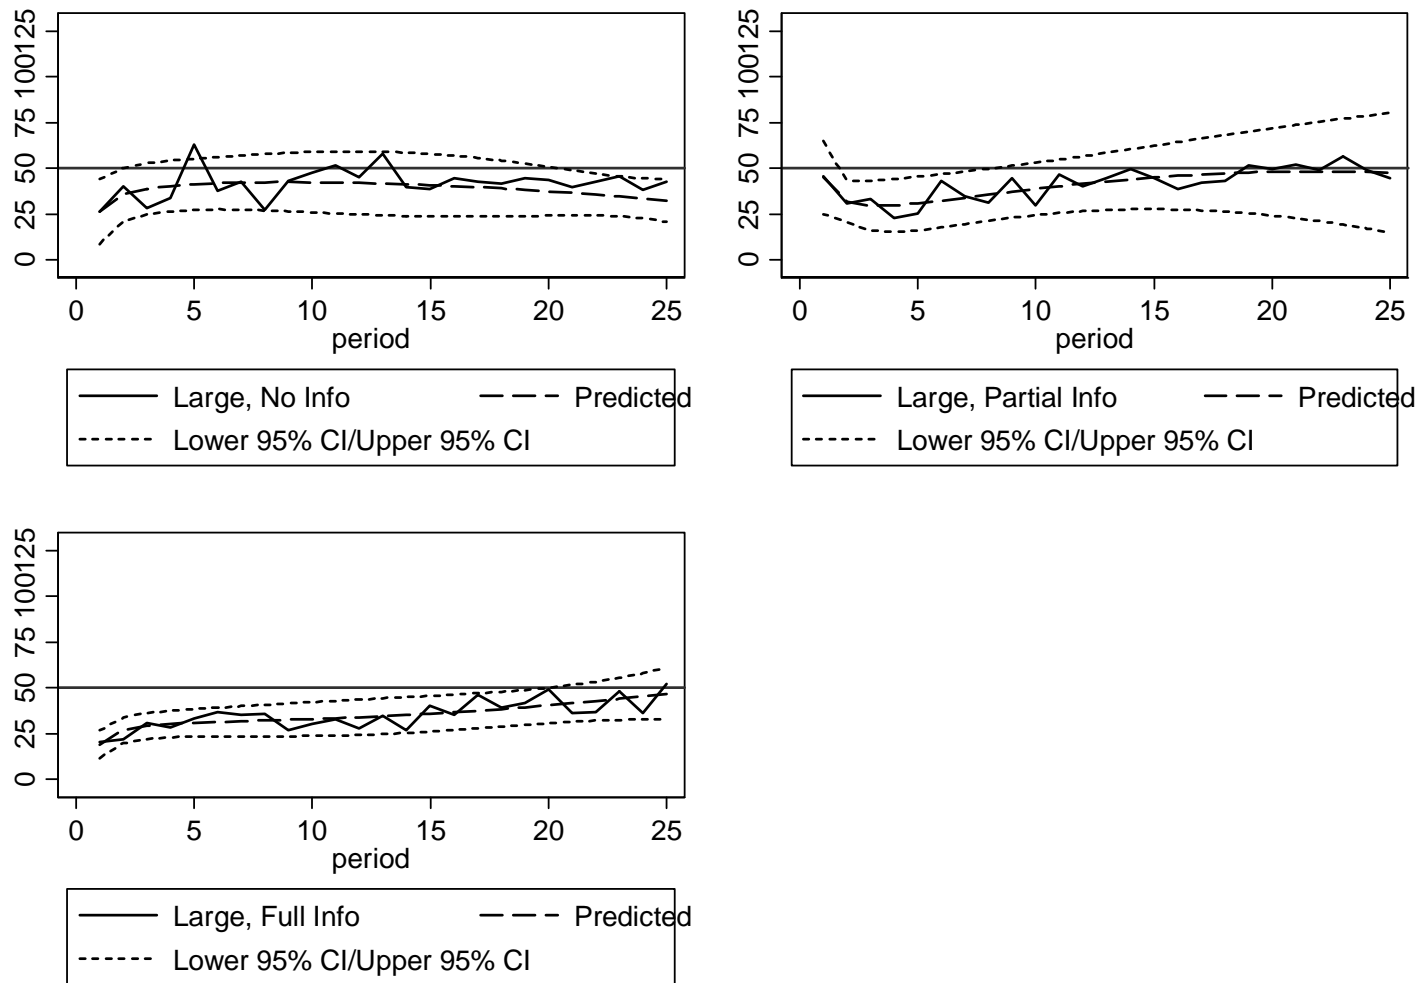 0 25 50 75 100125
0 5 10 15 20 25
period
Large, No Info Predicted
Lower 95% CI/Upper 95% CI
0 25 50 75 100125
0 5 10 15 20 25
period
Large, Partial Info Predicted
Lower 95% CI/Upper 95% CI
0 25 50 75 100125
0 5 10 15 20 25
period
Large, Full Info Predicted
Lower 95% CI/Upper 95% CI